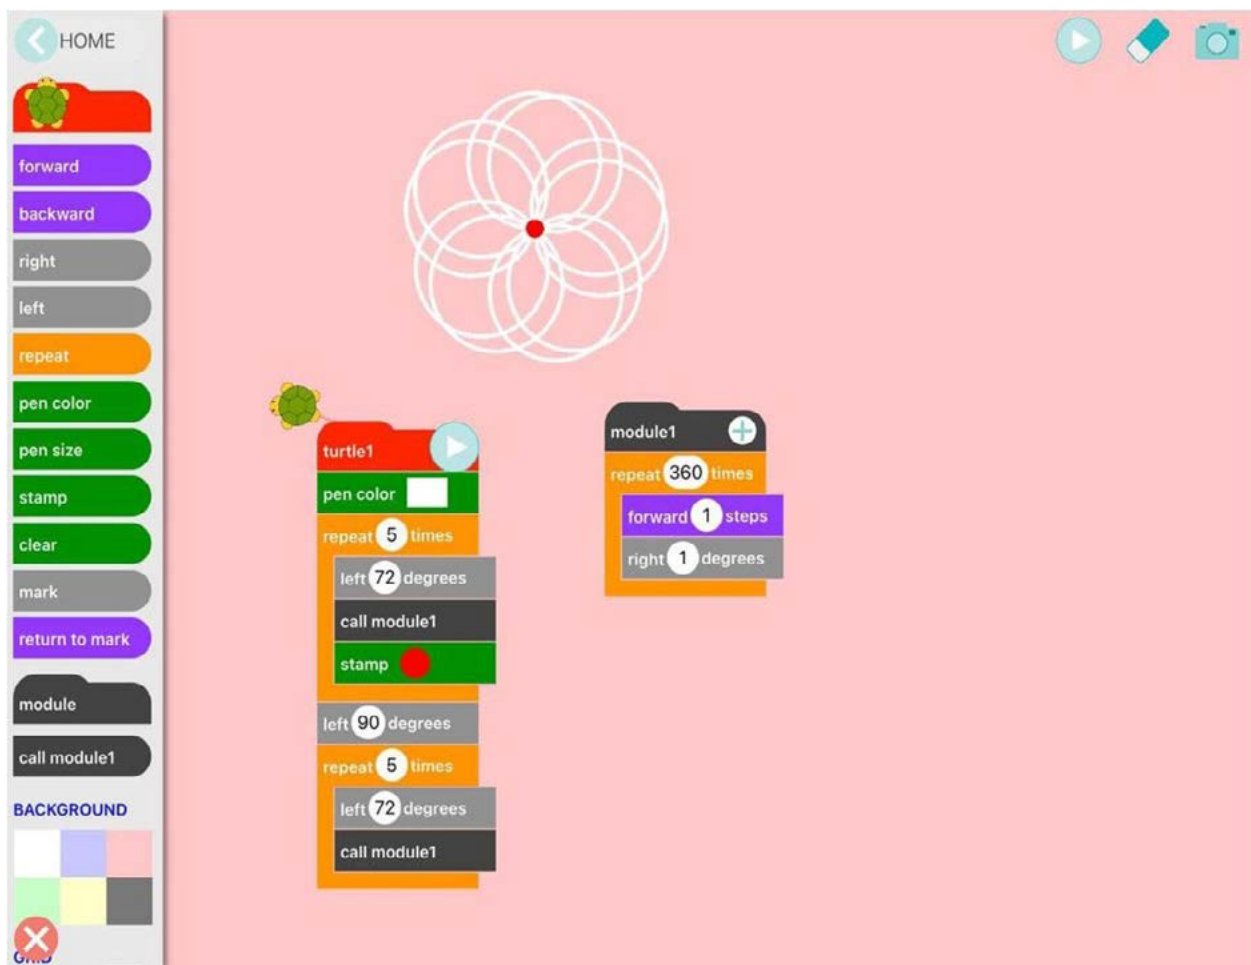 HOME
forward
backward
right
left
repeat
pen color
pen size
stamp
clear
mark
return to mark
module
call module1
BACKGROUND
GRID
turtle1
pen color
repeat 5 times
left 72 degrees
call module1
stamp
left 90 degrees
repeat 5 times
left 72 degrees
call module1
module1
repeat 360 times
forward 1 steps
right 1 degrees